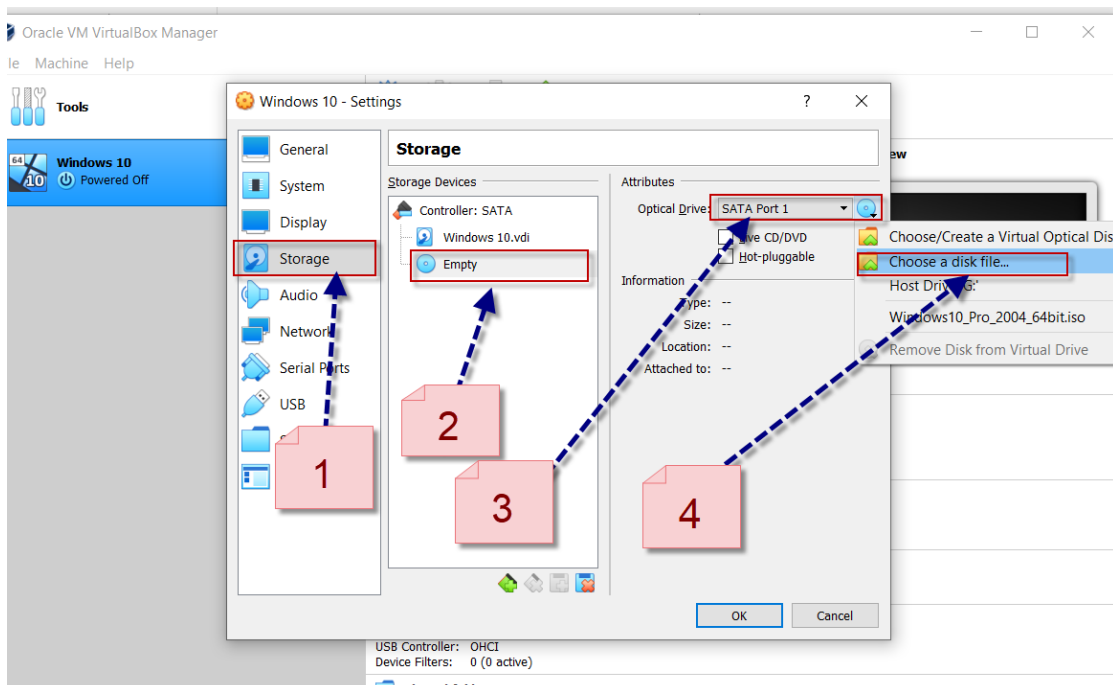 Oracle VM VirtualBox Manager
le Machine Help
Tools
64
10
Windows 10
Powered Off
ew
Windows 10 - Settings
?
General
System
Display
Storage
Audio
Network
Serial Ports
USB
Storage
Storage Devices
Controller: SATA
Windows 10.vdi
Empty
Attributes
Optical Drive: SATA Port 1
Live CD/DVD
Hot-pluggable
Information
Type: --
Size: --
Location: --
Attached to: --
Choose/Create a Virtual Optical Dis
Choose a disk file...
Host Drive 'G:'
Windows10_Pro_2004_64bit.iso
Remove Disk from Virtual Drive
1
2
3
4
OK
Cancel
USB Controller: OHCI
Device Filters: 0 (0 active)